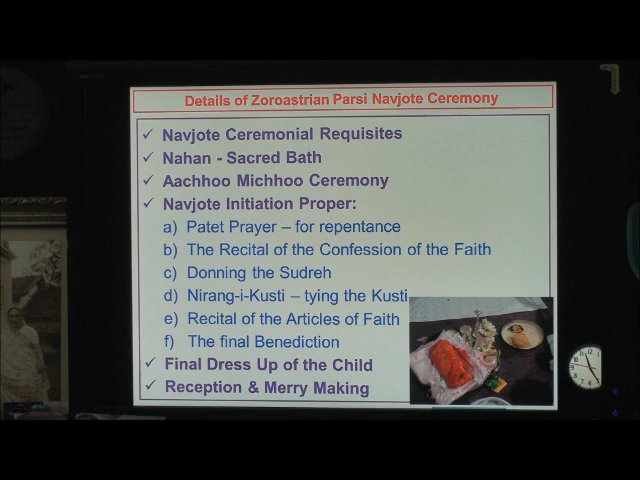 Details of Zoroastrian Parsi Navjote Ceremony
✓ Navjote Ceremonial Requisites
✓ Nahan - Sacred Bath
✓ Aachhoo Michhoo Ceremony
✓ Navjote Initiation Proper:
a) Patet Prayer – for repentance
b) The Recital of the Confession of the Faith
c) Donning the Sudreh
d) Nirang-i-Kusti – tying the Kusti
e) Recital of the Articles of Faith
f) The final Benediction
✓ Final Dress Up of the Child
✓ Reception & Merry Making